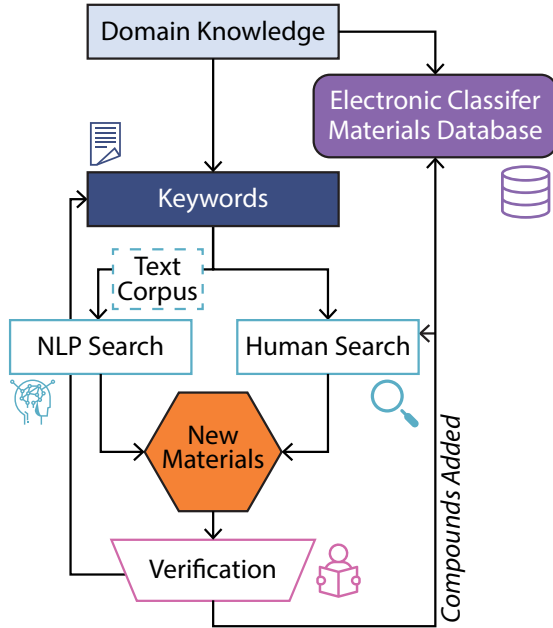 Domain Knowledge
Electronic Classifer
Materials Database
Keywords
Text
Corpus
NLP Search
Human Search
New
Materials
Verification
Compounds Added